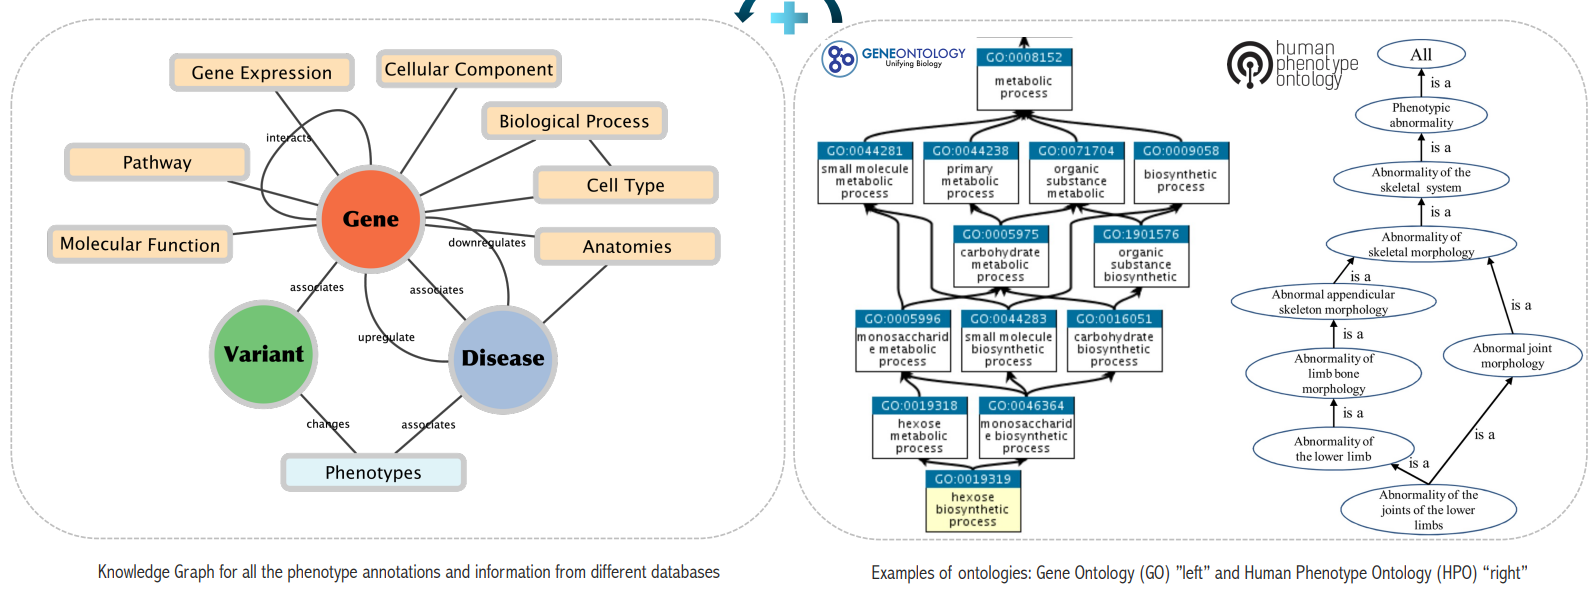 Gene Expression
Cellular Component
interacts
Biological Process
Pathway
Cell Type
Gene
Molecular Function
downregulates
Anatomies
associates
associates
upregulate
Variant
Disease
changes
associates
Phenotypes
Knowledge Graph for all the phenotype annotations and information from different databases
GENEONTOLOGY
Unifying Biology
GO:0008152
metabolic
process
GO:0044281
small molecule
metabolic
process
GO:0044238
primary
metabolic
process
GO:0071704
organic
substance
metabolic
GO:0009058
biosynthetic
process
GO:0005975
carbohydrate
metabolic
process
GO:1901576
organic
substance
biosynthetic
GO:0005996
monosaccharid
e metabolic
process
GO:0044283
small molecule
biosynthetic
process
GO:0016051
carbohydrate
biosynthetic
process
GO:0019318
hexose
metabolic
process
GO:0046364
monosaccharid
e biosynthetic
process
GO:0019319
hexose
biosynthetic
process
human
phenotype
ontology
All
is a
Phenotypic
abnormality
is a
Abnormality of the
skeletal system
is a
Abnormality of
skeletal morphology
is a
Abnormal appendicular
skeleton morphology
is a
is a
Abnormality of
limb bone
morphology
Abnormal joint
morphology
is a
Abnormality of
the lower limb
is a
is a
Abnormality of the
joints of the lower
limbs
Examples of ontologies: Gene Ontology (GO) "left" and Human Phenotype Ontology (HPO) "right"